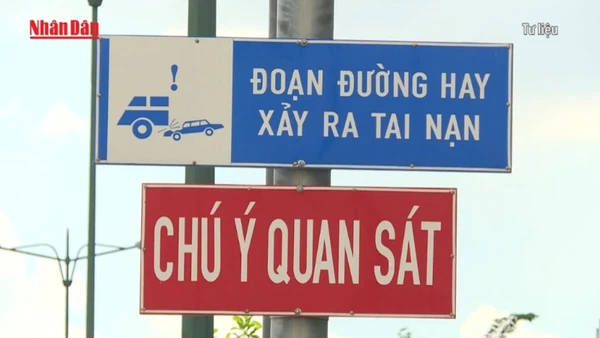 Nhân Dân
Tư liệu
ĐOẠN ĐƯỜNG HAY
XẢY RA TAI NẠN
CHÚ Ý QUAN SÁT